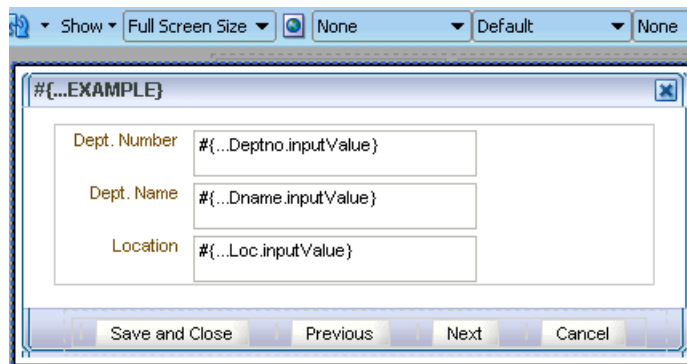 Show Full Screen Size None Default None
#{...EXAMPLE}
Dept. Number #{...Deptno.inputValue}
Dept. Name #{...Dname.inputValue}
Location #{...Loc.inputValue}
Save and Close Previous Next Cancel